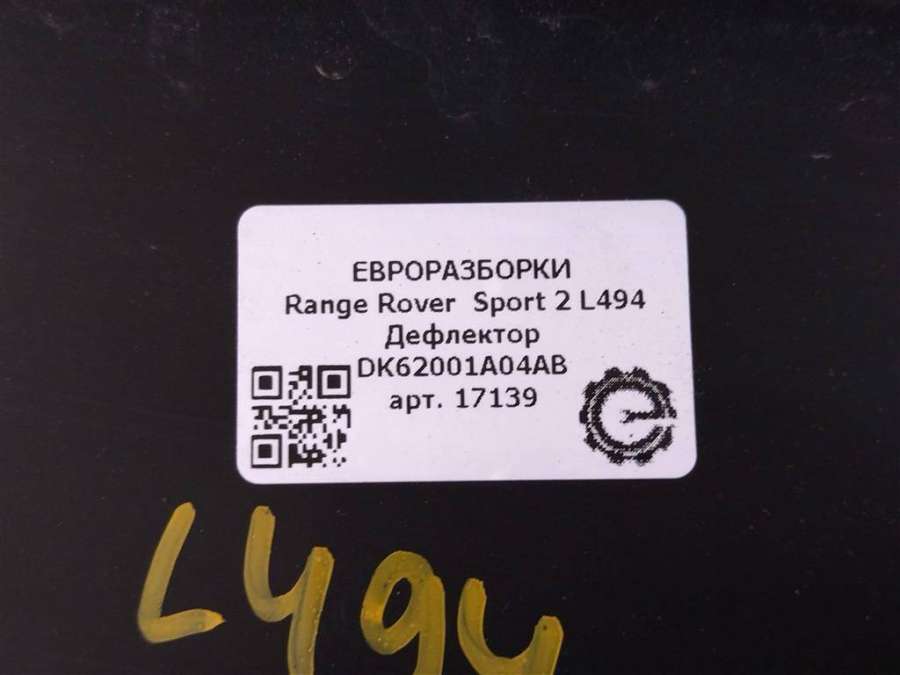 ЕВРОРАЗБОРКИ
Range Rover Sport 2 L494
Дефлектор
DK62001A04AB
арт. 17139
L494